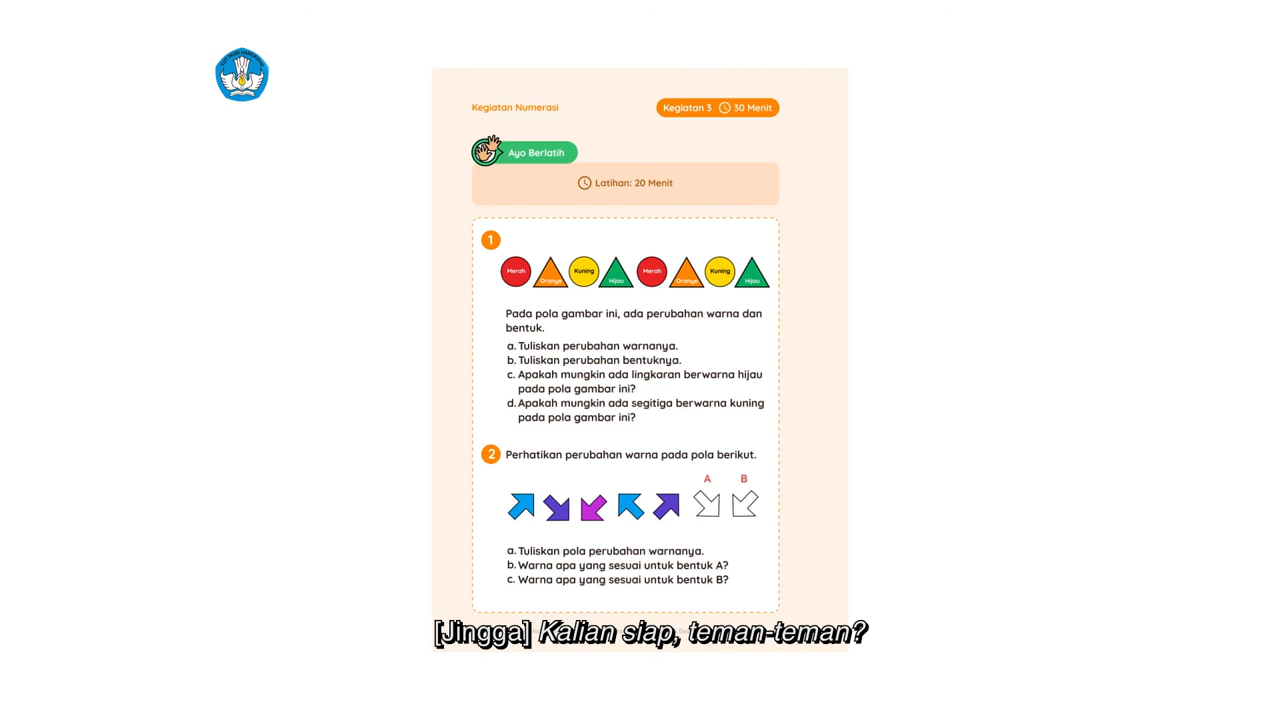 TUT WURI HANDAYANI
Kegiatan Numerasi
Kegiatan 3 30 Menit
Ayo Berlatih
Latihan: 20 Menit
1
Merah Oranye Kuning Hijau Merah Oranye Kuning Hijau
Pada pola gambar ini, ada perubahan warna dan
bentuk.
a. Tuliskan perubahan warnanya.
b. Tuliskan perubahan bentuknya.
c. Apakah mungkin ada lingkaran berwarna hijau
pada pola gambar ini?
d. Apakah mungkin ada segitiga berwarna kuning
pada pola gambar ini?
2 Perhatikan perubahan warna pada pola berikut.
A B
a. Tuliskan pola perubahan warnanya.
b. Warna apa yang sesuai untuk bentuk A?
c. Warna apa yang sesuai untuk bentuk B?
[Jingga] Kalian siap, teman-teman?